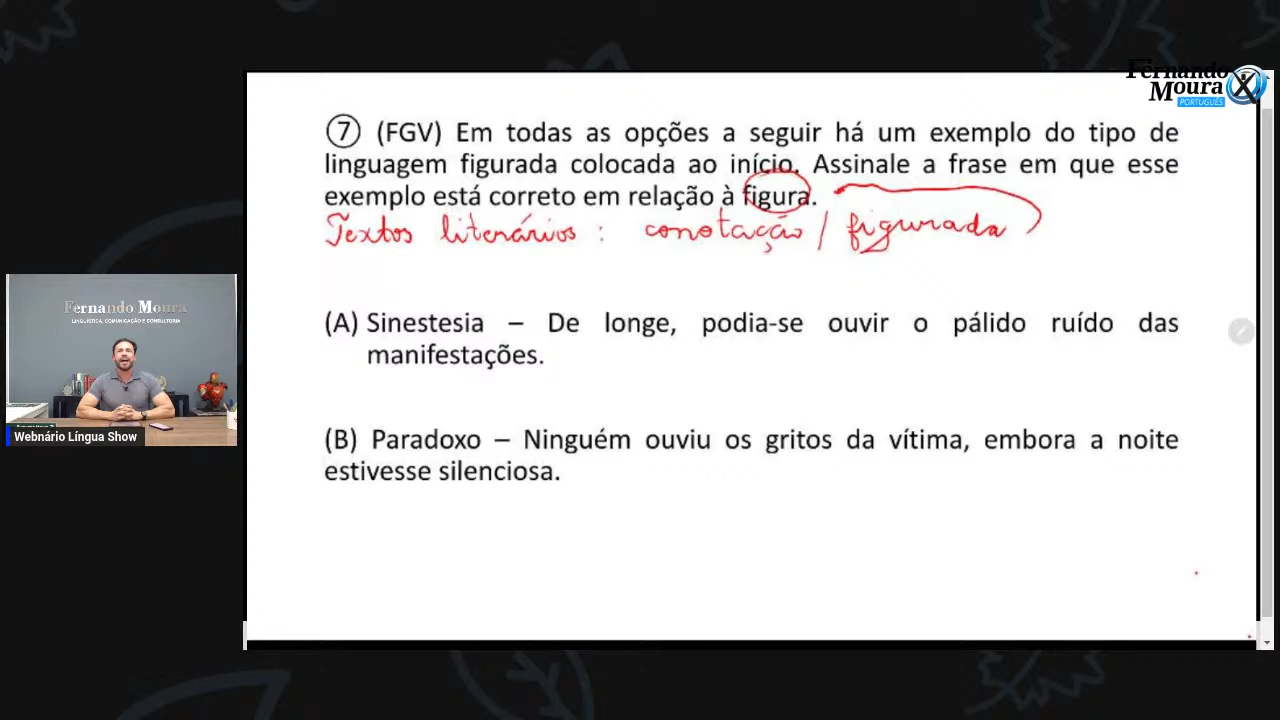 Fernando
Moura
PORTUGUÊS
⑦ (FGV) Em todas as opções a seguir há um exemplo do tipo de
linguagem figurada colocada ao início. Assinale a frase em que esse
exemplo está correto em relação à figura.
Textos literários : conotação / figurada
Fernando Moura
LINGUÍSTICA, COMUNICAÇÃO E CONSULTORIA
(A) Sinestesia – De longe, podia-se ouvir o pálido ruído das
manifestações.
Webnário Língua Show
(B) Paradoxo – Ninguém ouviu os gritos da vítima, embora a noite
estivesse silenciosa.